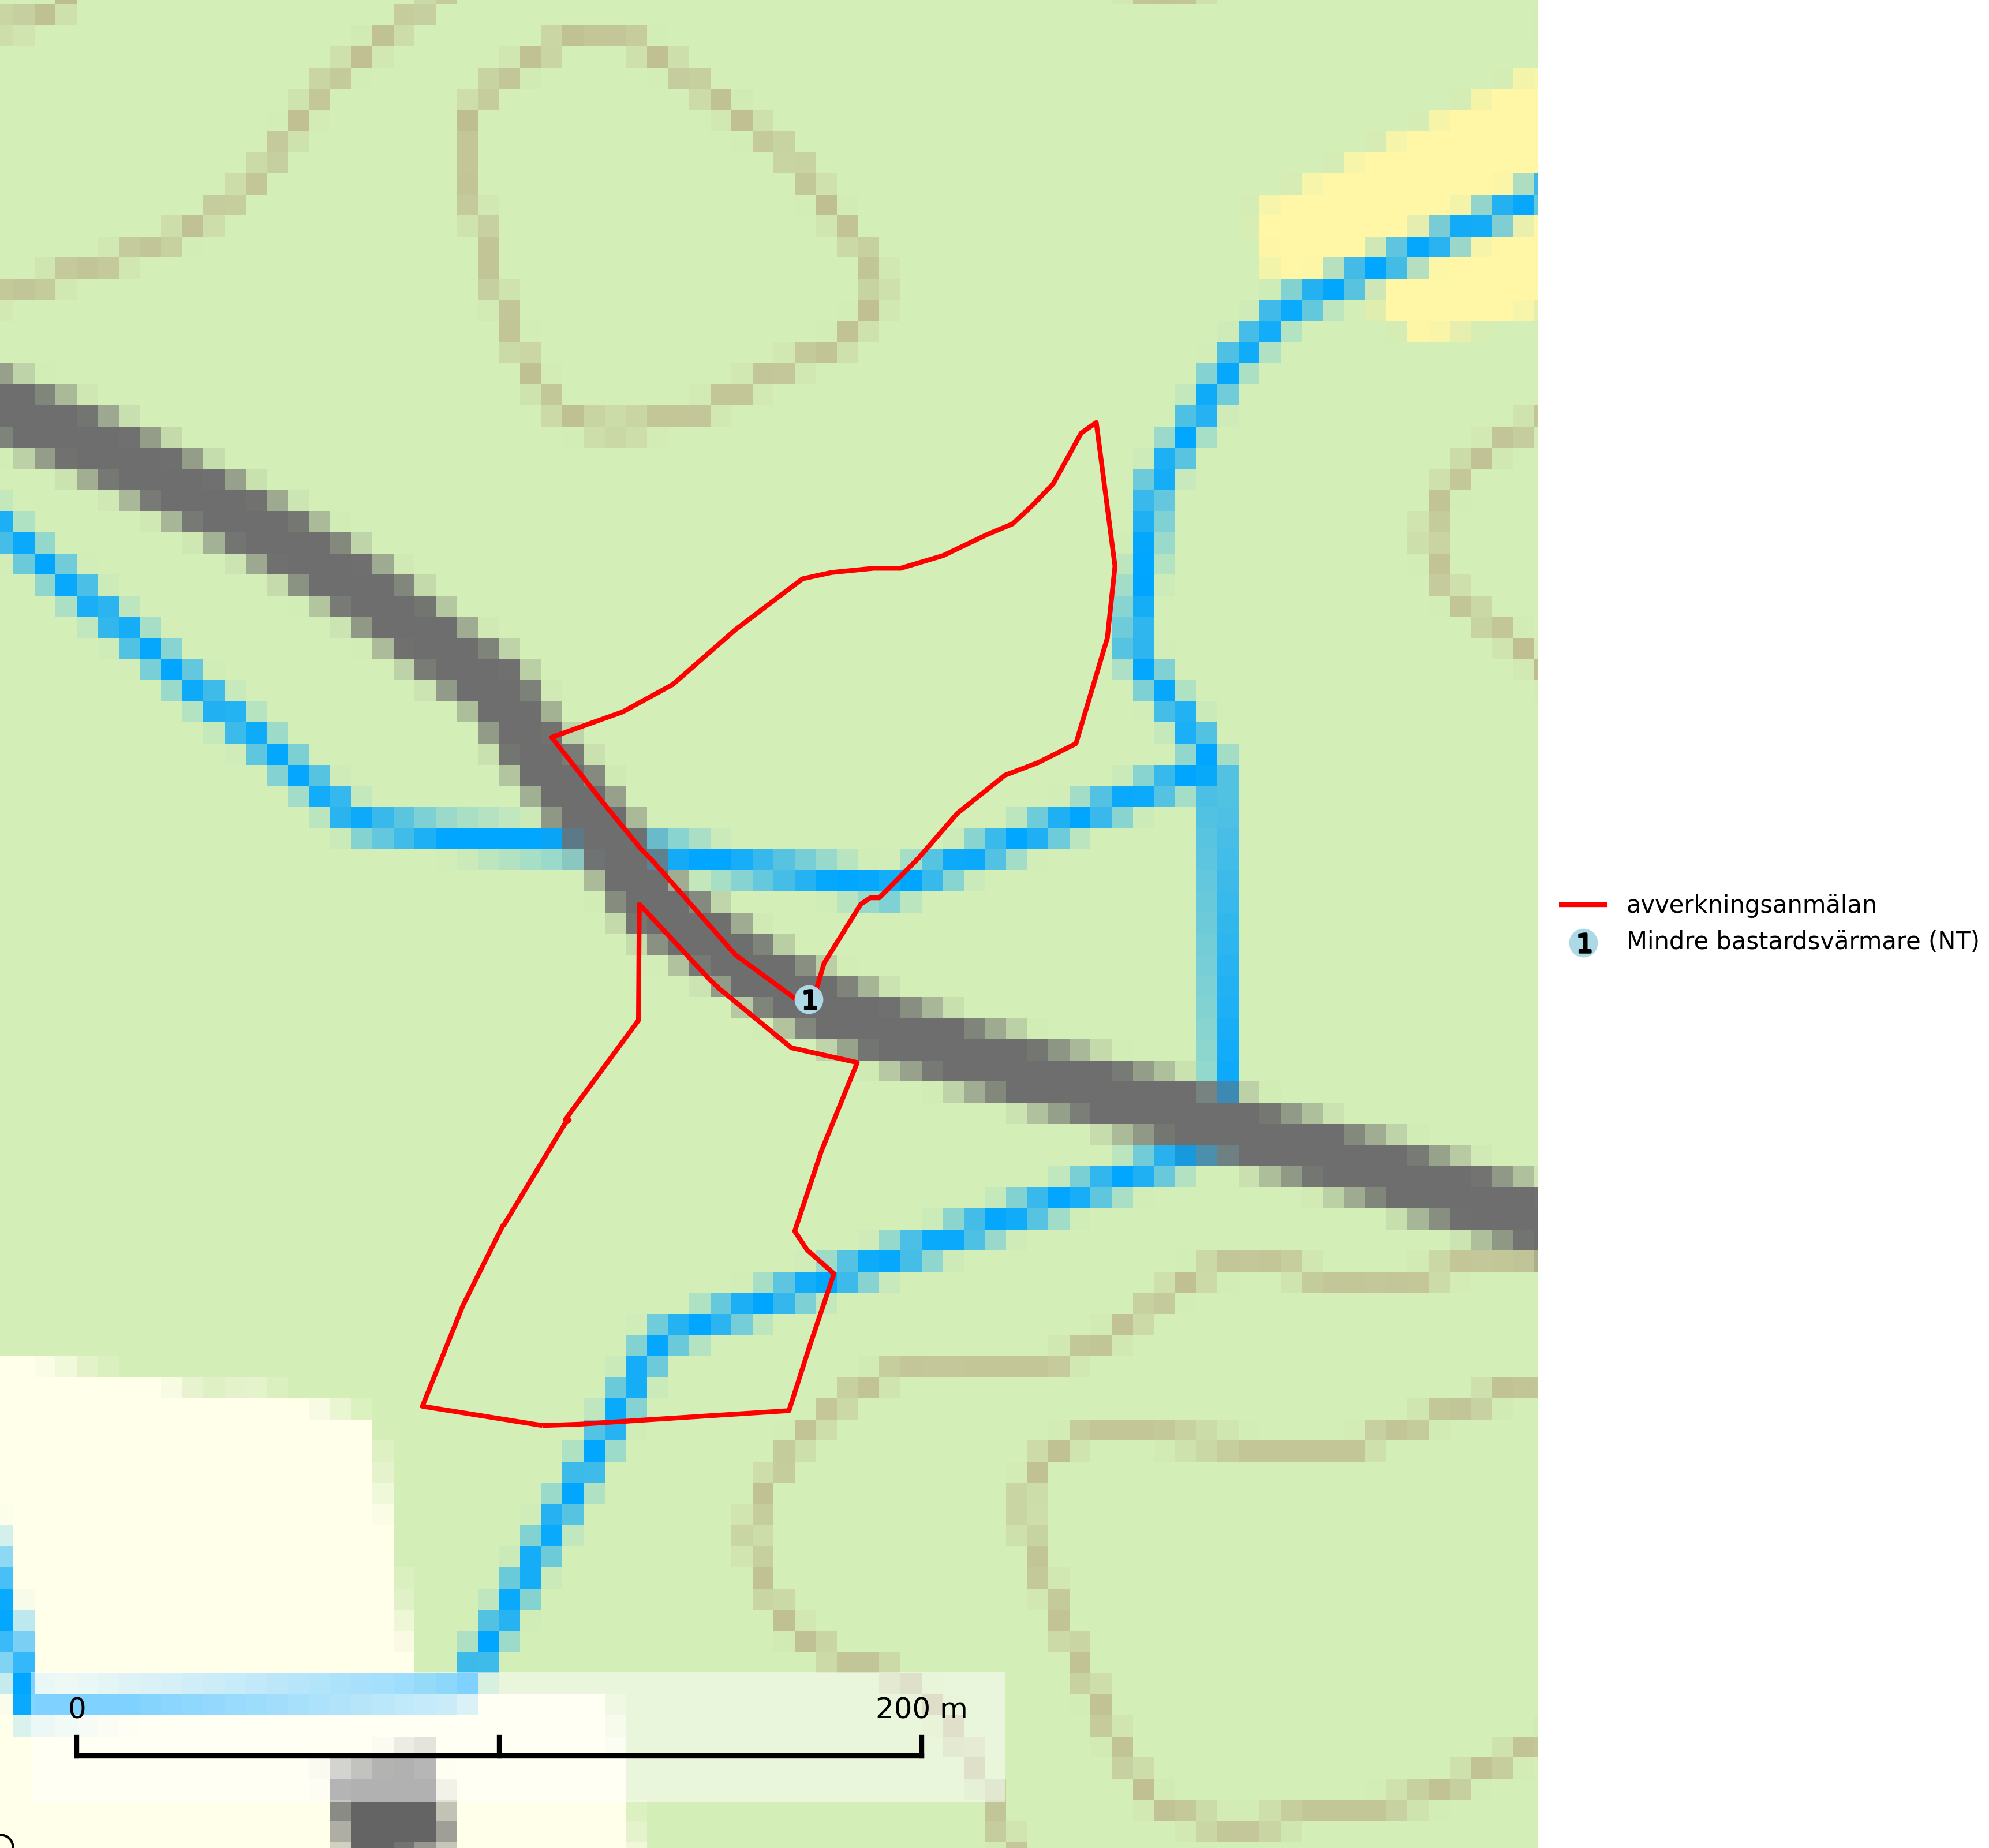 avverkningsanmälan
1 Mindre bastardsvärmare (NT)
1
0 200 m